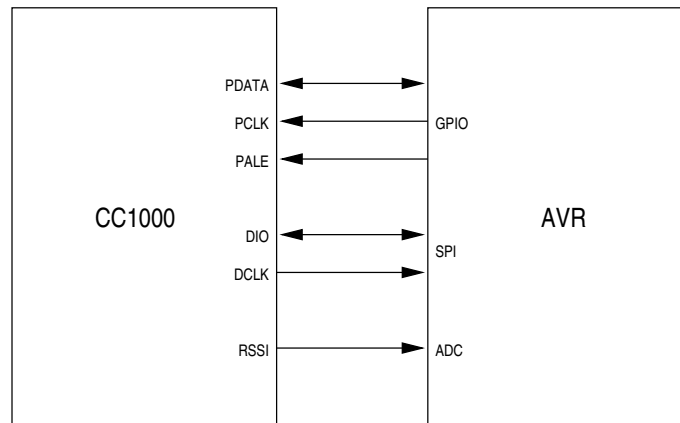 PDATA
PCLK GPIO
PALE
CC1000 AVR
DIO
SPI
DCLK
RSSI ADC